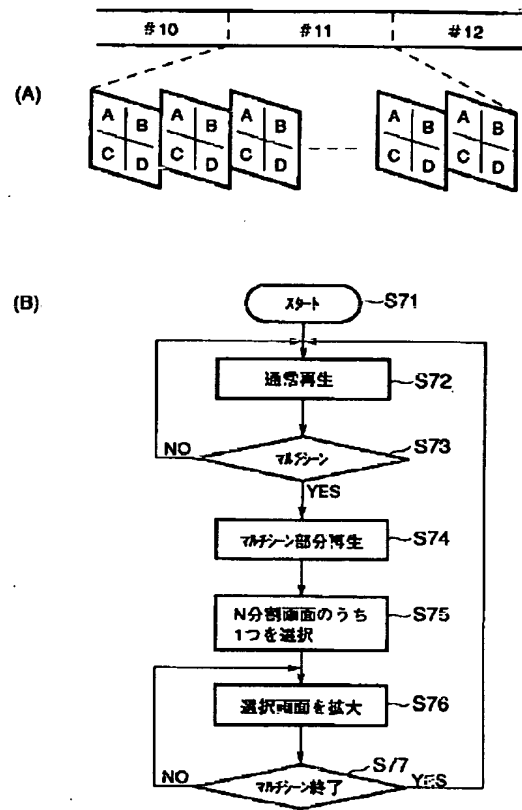 #10 #11 #12
(A)
A B A B A B A B A B
C D C D C D C D C D
(B)
スタート S71
通常再生 S72
マルチシーン S73
NO
YES
マルチシーン部分再生 S74
N分割画面のうち
1つを選択
S75
選択画面を拡大 S76
マルチシーン終了 S77
NO YES